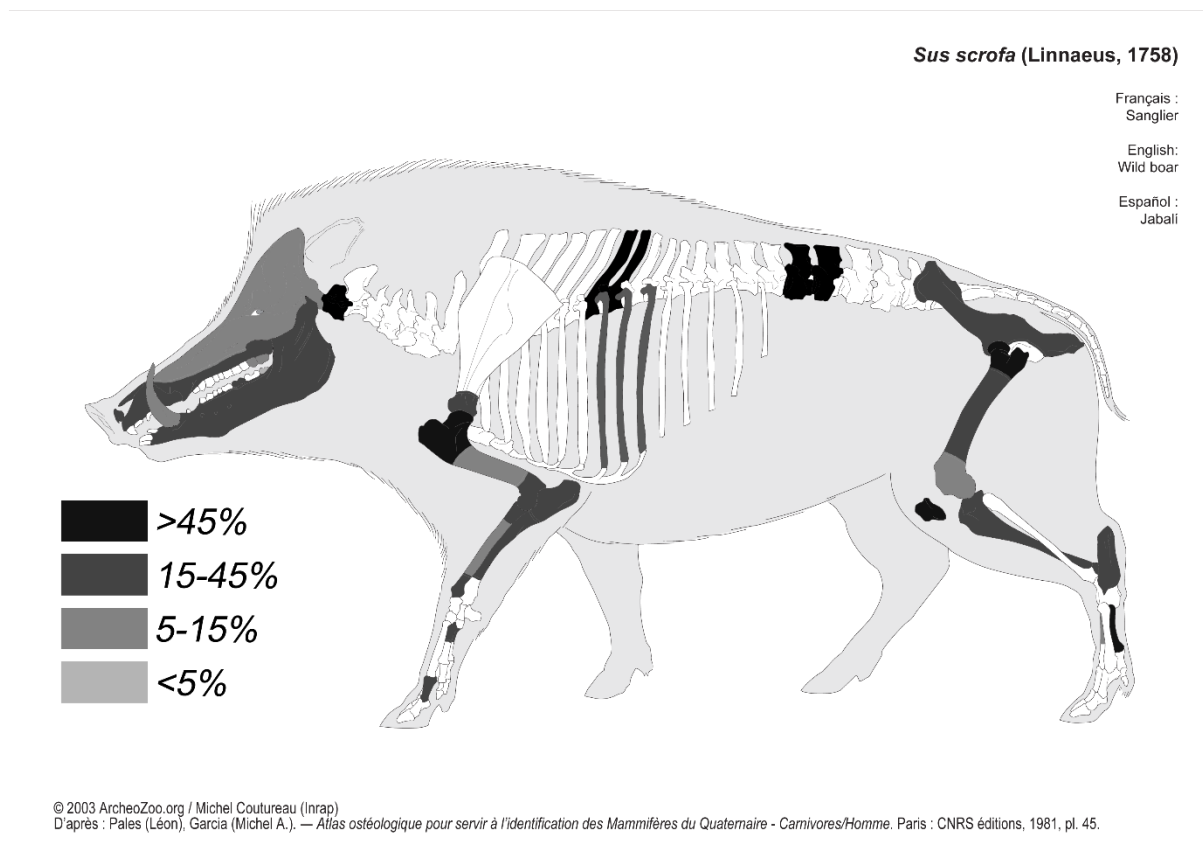 Sus scrofa (Linnaeus, 1758)
Français :
Sanglier
English:
Wild boar
Español :
Jabali
>45%
15-45%
5-15%
<5%
© 2003 ArcheoZoo.org / Michel Coutureau (Inrap)
D'après : Pales (Léon), Garcia (Michel A.). — Atlas ostéologique pour servir à l'identification des Mammifères du Quaternaire - Carnivores/Homme. Paris : CNRS éditions, 1981, pl. 45.